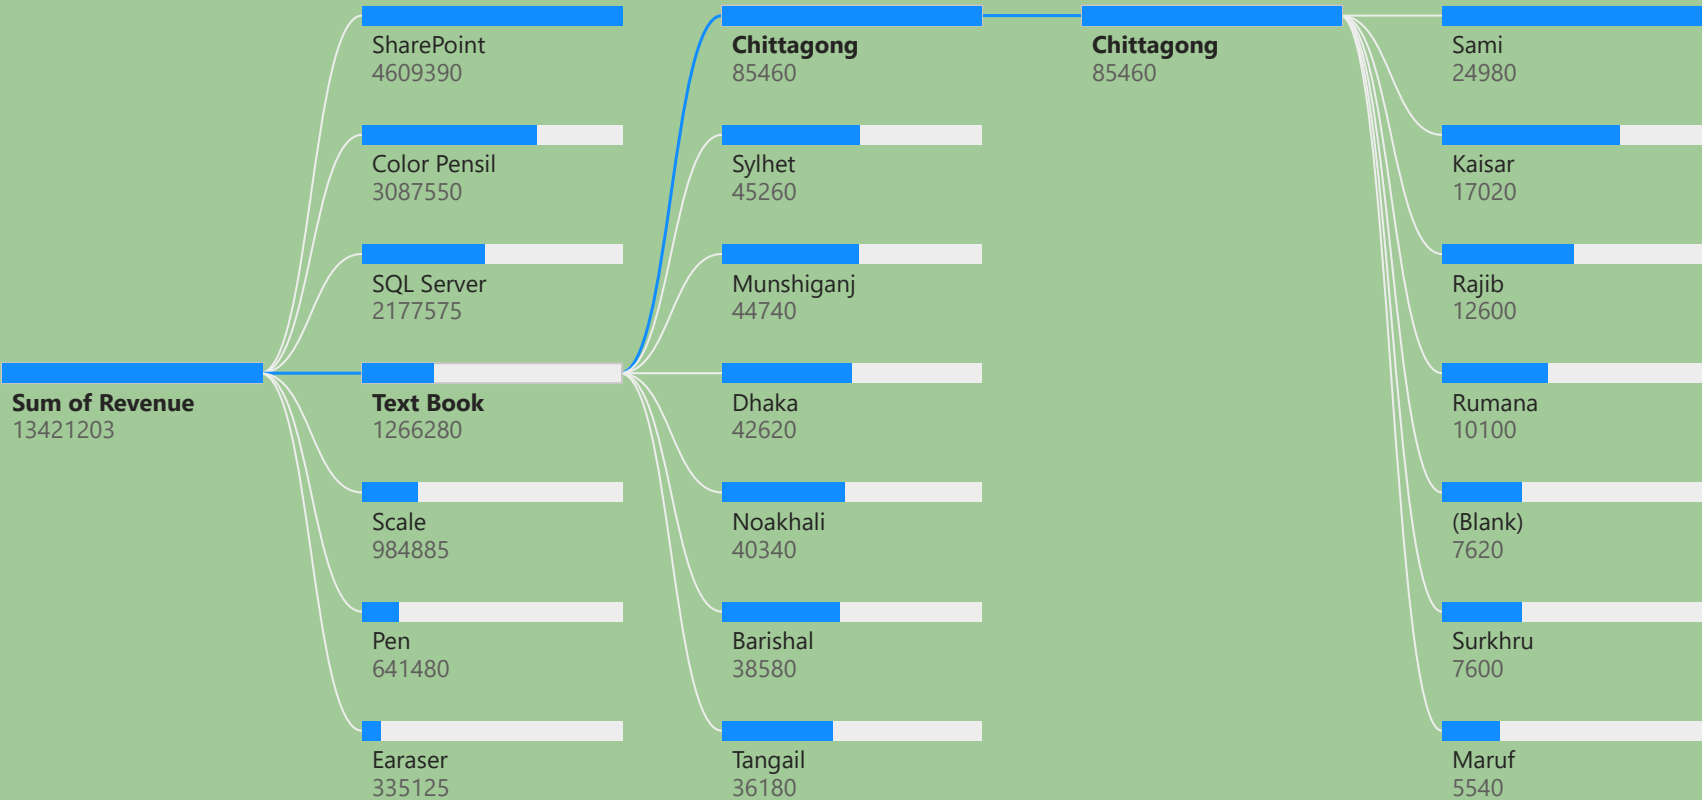 SharePoint
4609390
Color Pensil
3087550
SQL Server
2177575
Sum of Revenue
13421203
Text Book
1266280
Scale
984885
Pen
641480
Earaser
335125
Chittagong
85460
Sylhet
45260
Munshiganj
44740
Dhaka
42620
Noakhali
40340
Barishal
38580
Tangail
36180
Chittagong
85460
Sami
24980
Kaisar
17020
Rajib
12600
Rumana
10100
(Blank)
7620
Surkhru
7600
Maruf
5540